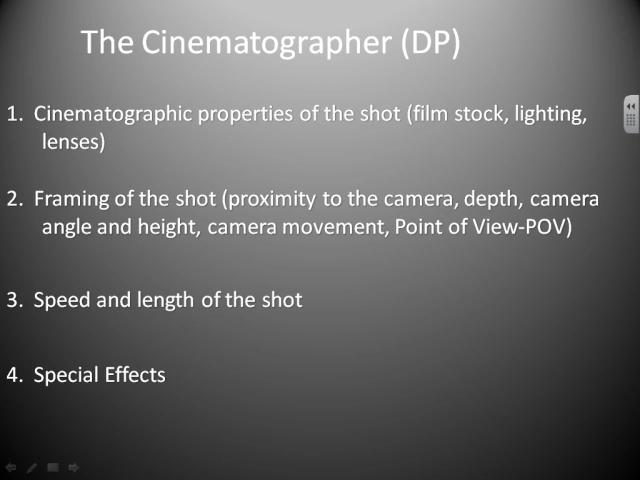 The Cinematographer (DP)
1. Cinematographic properties of the shot (film stock, lighting,
lenses)
2. Framing of the shot (proximity to the camera, depth, camera
angle and height, camera movement, Point of View-POV)
3. Speed and length of the shot
4. Special Effects